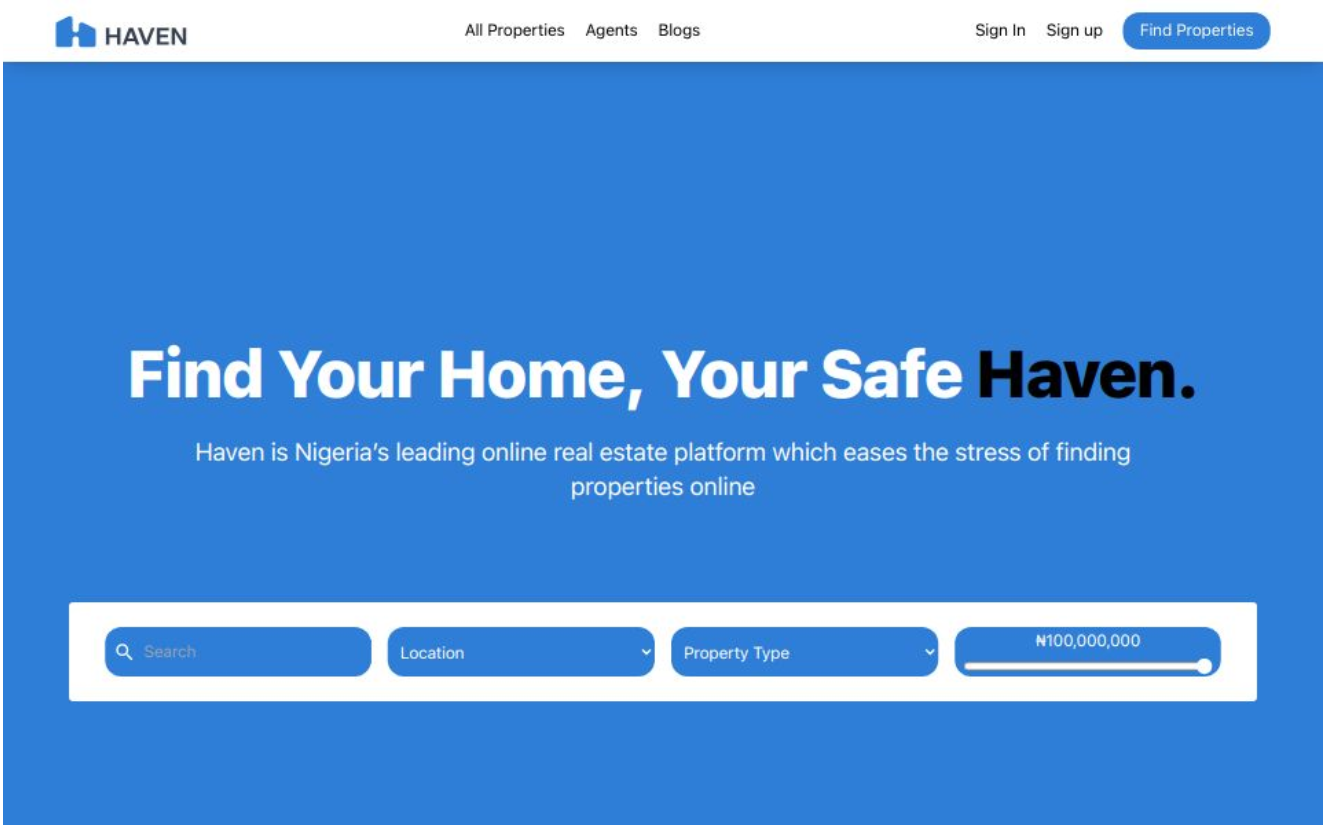 HAVEN
All Properties Agents Blogs
Sign In Sign up Find Properties
Find Your Home, Your Safe Haven.
Haven is Nigeria’s leading online real estate platform which eases the stress of finding
properties online
Search
Location
Property Type
₦100,000,000